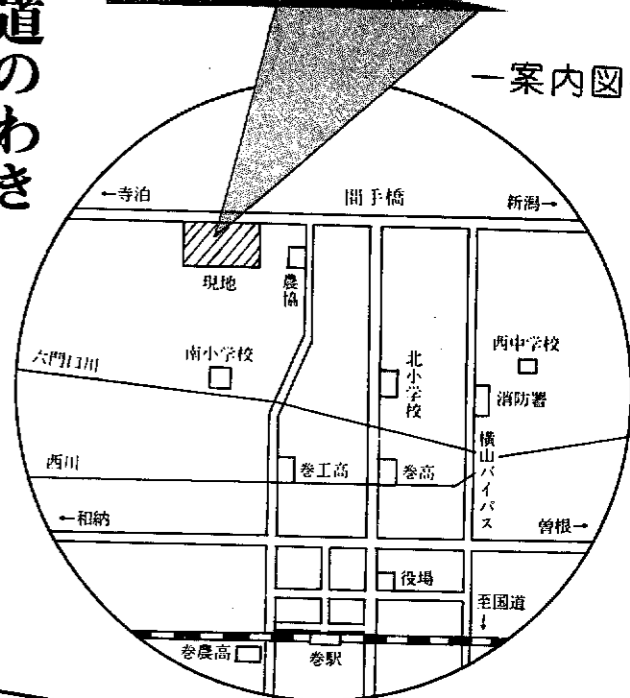 道のわき
案内図
←寺泊
間手橋
新潟→
現地
農協
六門口川
南小学校
北小学校
西中学校
消防署
西川
巻工高
巻高
横山バイパス
←和納
曽根→
役場
至国道
↓
巻農高
巻駅